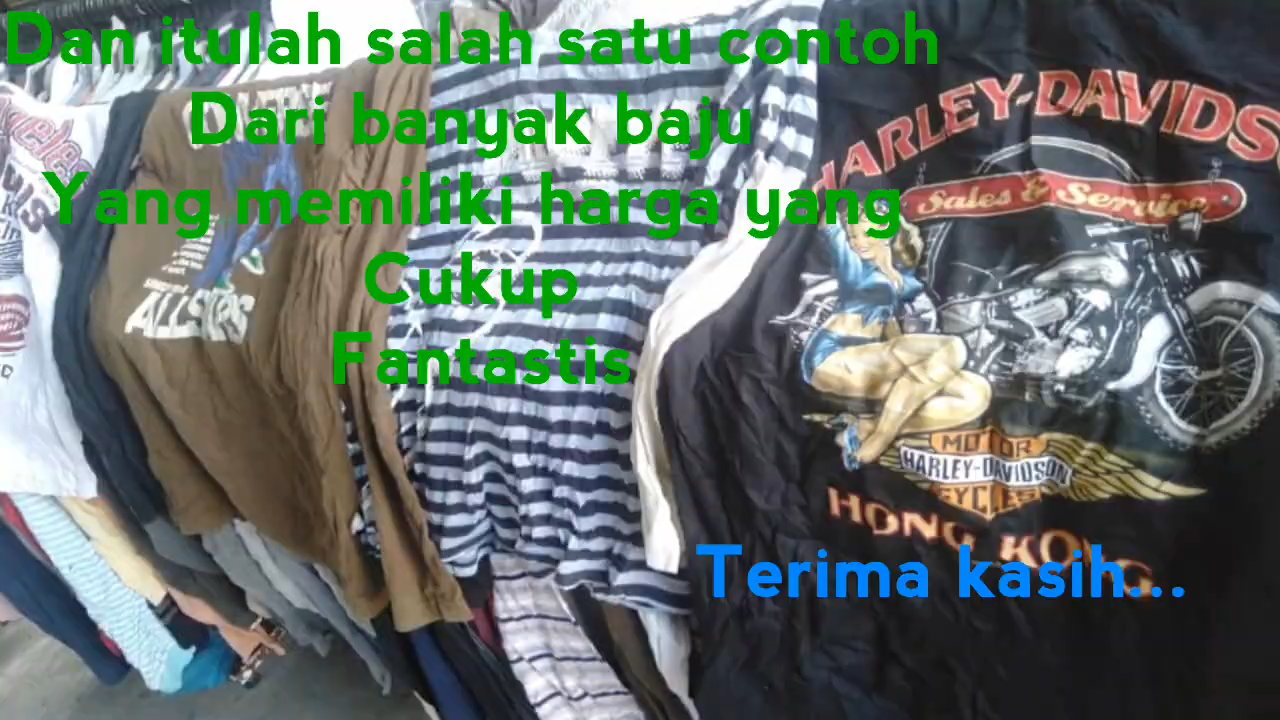 Dan itulah salah satu contoh
Dari banyak baju
Yang memiliki harga yang
Cukup
Fantastis
HARLEY-DAVIDS
Sales & Service
ALLSTARS
MOTOR
HARLEY-DAVIDSON
CYCLES
HONG KONG
Terima kasih...